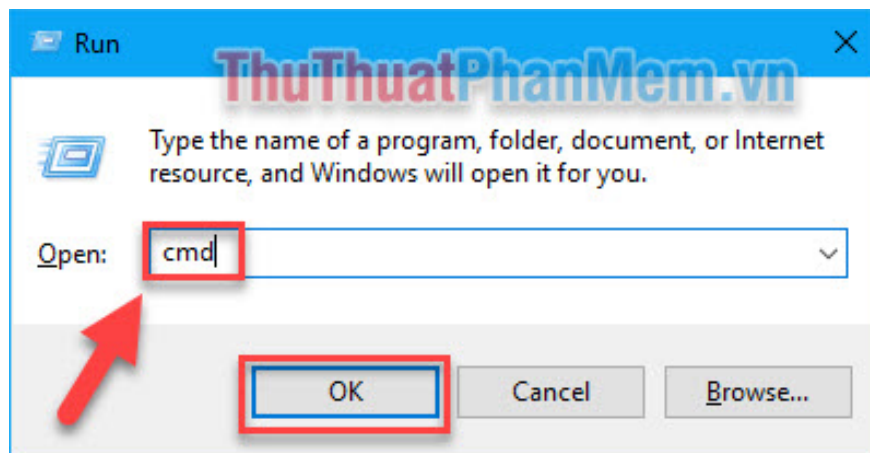 Run
ThuThuatPhanMem.vn
Type the name of a program, folder, document, or Internet
resource, and Windows will open it for you.
Open: cmd
OK Cancel Browse...